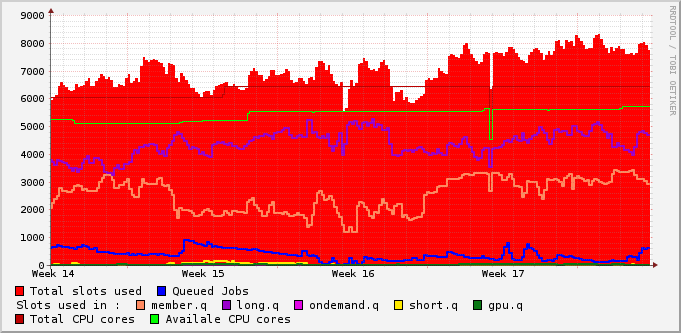 9000
8000
7000
6000
5000
4000
3000
2000
1000
0
Week 14 Week 15 Week 16 Week 17
Total slots used Queued Jobs
Slots used in : member.q long.q ondemand.q short.q gpu.q
Total CPU cores Availale CPU cores
RRDTOOL / TOBI OETIKER